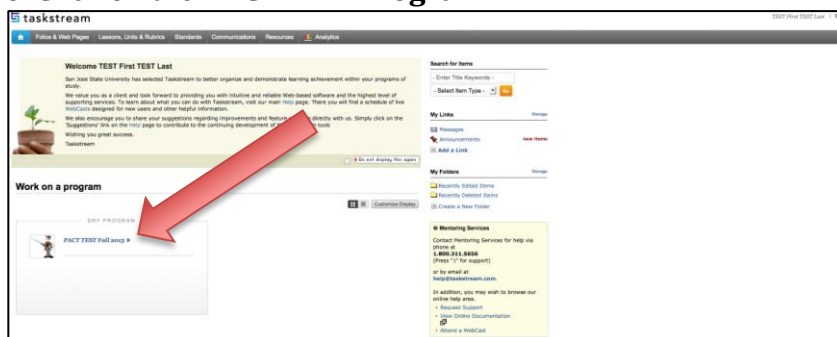 taskstream
TEST First TEST Last
Folios & Web Pages Lessons, Units & Rubrics Standards Communications Resources Analytics
Welcome TEST First TEST Last
San Jose State University has selected Taskstream to better organize and demonstrate learning achievement within your programs of
study.
We value you as a client and look forward to providing you with intuitive and reliable Web-based software and the highest level of
supporting services. To learn about what you can do with Taskstream, visit our main Help page. There you will find a schedule of live
WebCasts designed for new users and other helpful information.
We also encourage you to share your suggestions regarding improvements and feature directly with us. Simply click on the
'Suggestions' link on the Help page to contribute to the continuing development of tools
Wishing you great success.
Taskstream
Do not display this again
Work on a program
Customize Display
DRF PROGRAM
PACT TEST Fall 2013 »
Search for Items
- Enter Title Keywords -
- Select Item Type - Go
My Links Manage
Messages
Announcements new items
Add a Link
My Folders Manage
Recently Edited Items
Recently Deleted Items
Create a New Folder
Mentoring Services
Contact Mentoring Services for help via
phone at
1.800.311.5656
(Press "1" for support)
or by email at
help@taskstream.com.
In addition, you may wish to browse our
online help area.
• Request Support
• View Online Documentation
• Attend a WebCast